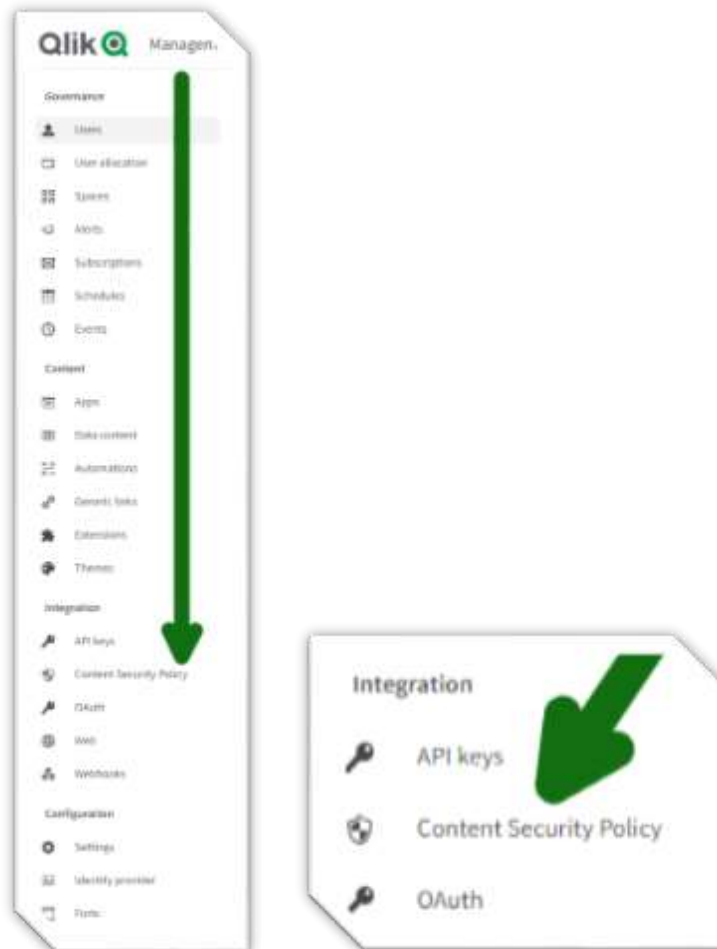 Qlik Managem
Governance
Users
User allocation
Spaces
Alerts
Subscriptions
Schedules
Events
Content
Apps
Data content
Automations
Generic links
Extensions
Themes
Integration
API keys
Content Security Policy
OAuth
Web
Webhooks
Configuration
Settings
Identity provider
Fonts
Integration
API keys
Content Security Policy
OAuth